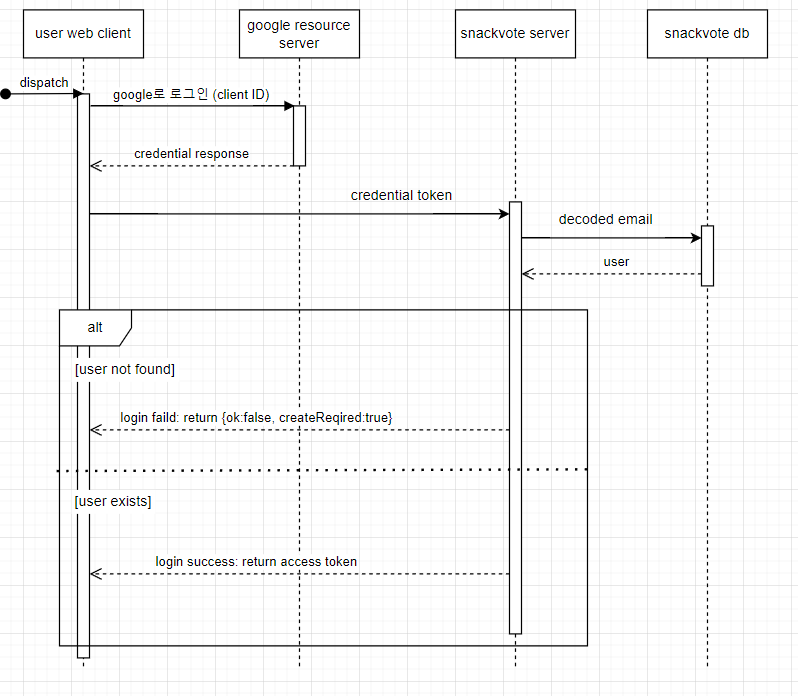 user web client
google resource
server
snackvote server
snackvote db
dispatch
google로 로그인 (client ID)
credential response
credential token
decoded email
user
alt
[user not found]
login faild: return {ok:false, createReqired:true}
[user exists]
login success: return access token